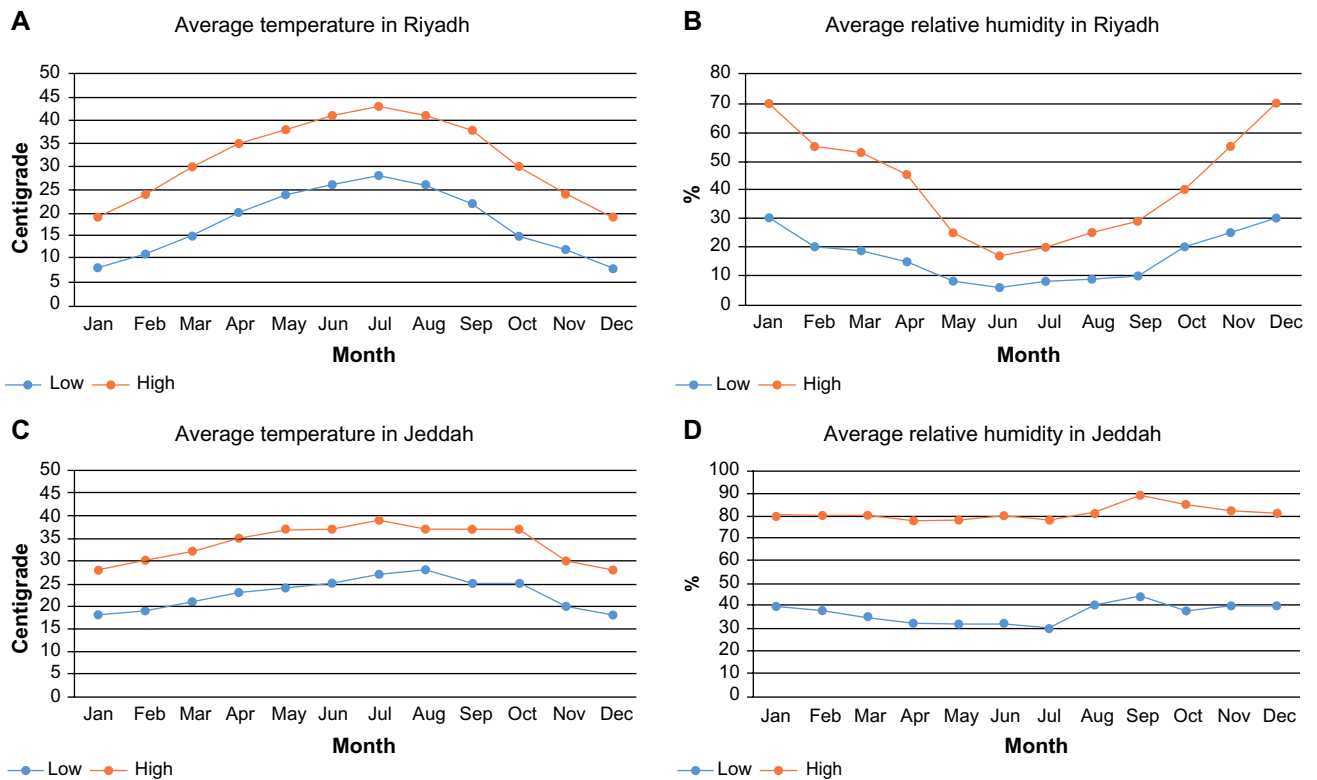 A
Average temperature in Riyadh
Centigrade
50
45
40
35
30
25
20
15
10
5
0
Jan Feb Mar Apr May Jun Jul Aug Sep Oct Nov Dec
Month
Low High
B
Average relative humidity in Riyadh
%
80
70
60
50
40
30
20
10
0
Jan Feb Mar Apr May Jun Jul Aug Sep Oct Nov Dec
Month
Low High
C
Average temperature in Jeddah
Centigrade
50
45
40
35
30
25
20
15
10
5
0
Jan Feb Mar Apr May Jun Jul Aug Sep Oct Nov Dec
Month
Low High
D
Average relative humidity in Jeddah
%
100
90
80
70
60
50
40
30
20
10
0
Jan Feb Mar Apr May Jun Jul Aug Sep Oct Nov Dec
Month
Low High